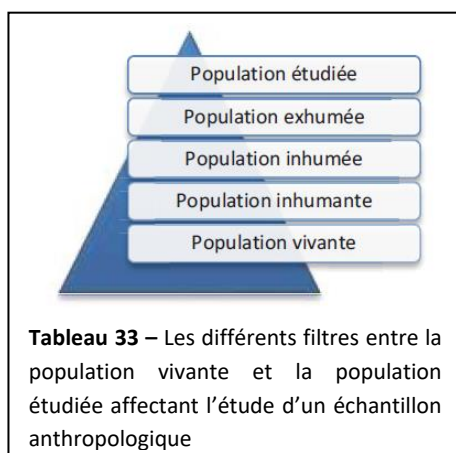 Population étudiée
Population exhumée
Population inhumée
Population inhumante
Population vivante
Tableau 33 – Les différents filtres entre la
population vivante et la population
étudiée affectant l’étude d’un échantillon
anthropologique